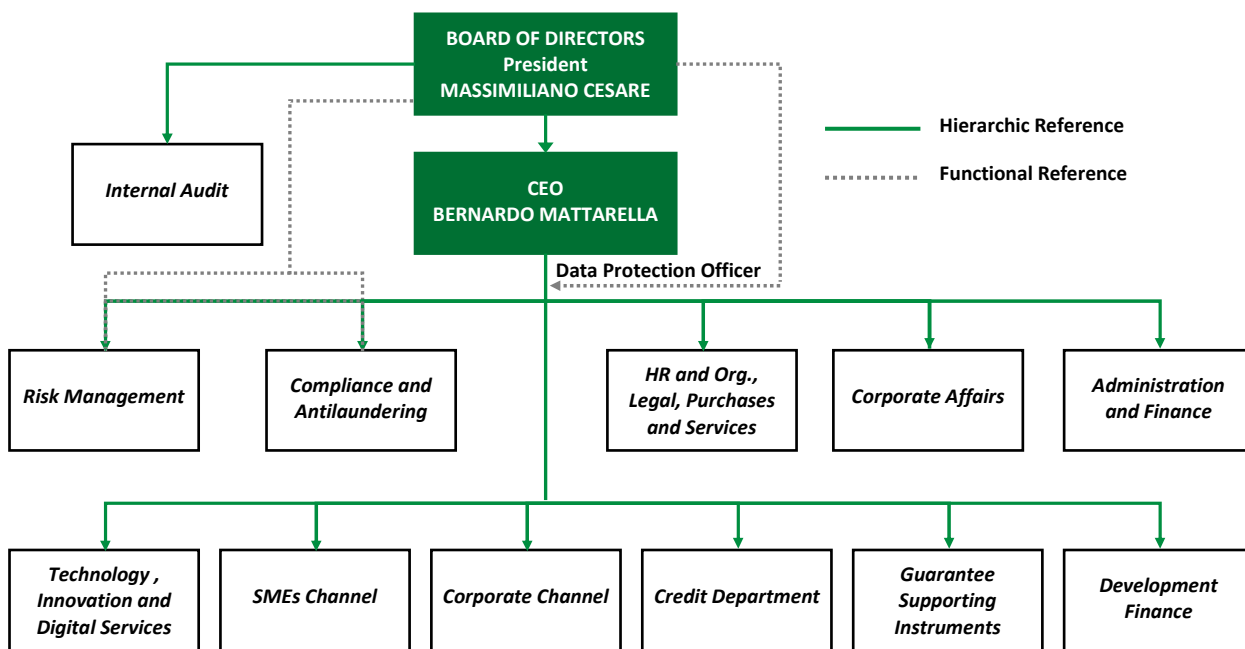 BOARD OF DIRECTORS
President
MASSIMILIANO CESARE
Hierarchic Reference
Functional Reference
Internal Audit
CEO
BERNARDO MATTARELLA
Data Protection Officer
Risk Management
Compliance and
Antilaundering
HR and Org.,
Legal, Purchases
and Services
Corporate Affairs
Administration
and Finance
Technology ,
Innovation and
Digital Services
SMEs Channel
Corporate Channel
Credit Department
Guarantee
Supporting
Instruments
Development
Finance